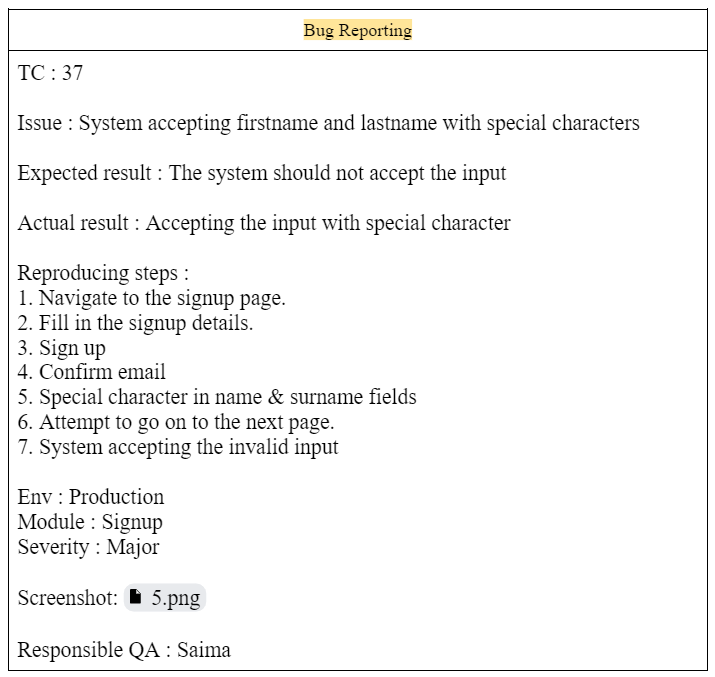 Bug Reporting
TC : 37
Issue : System accepting firstname and lastname with special characters
Expected result : The system should not accept the input
Actual result : Accepting the input with special character
Reproducing steps :
1. Navigate to the signup page.
2. Fill in the signup details.
3. Sign up
4. Confirm email
5. Special character in name & surname fields
6. Attempt to go on to the next page.
7. System accepting the invalid input
Env : Production
Module : Signup
Severity : Major
Screenshot: 5.png
Responsible QA : Saima